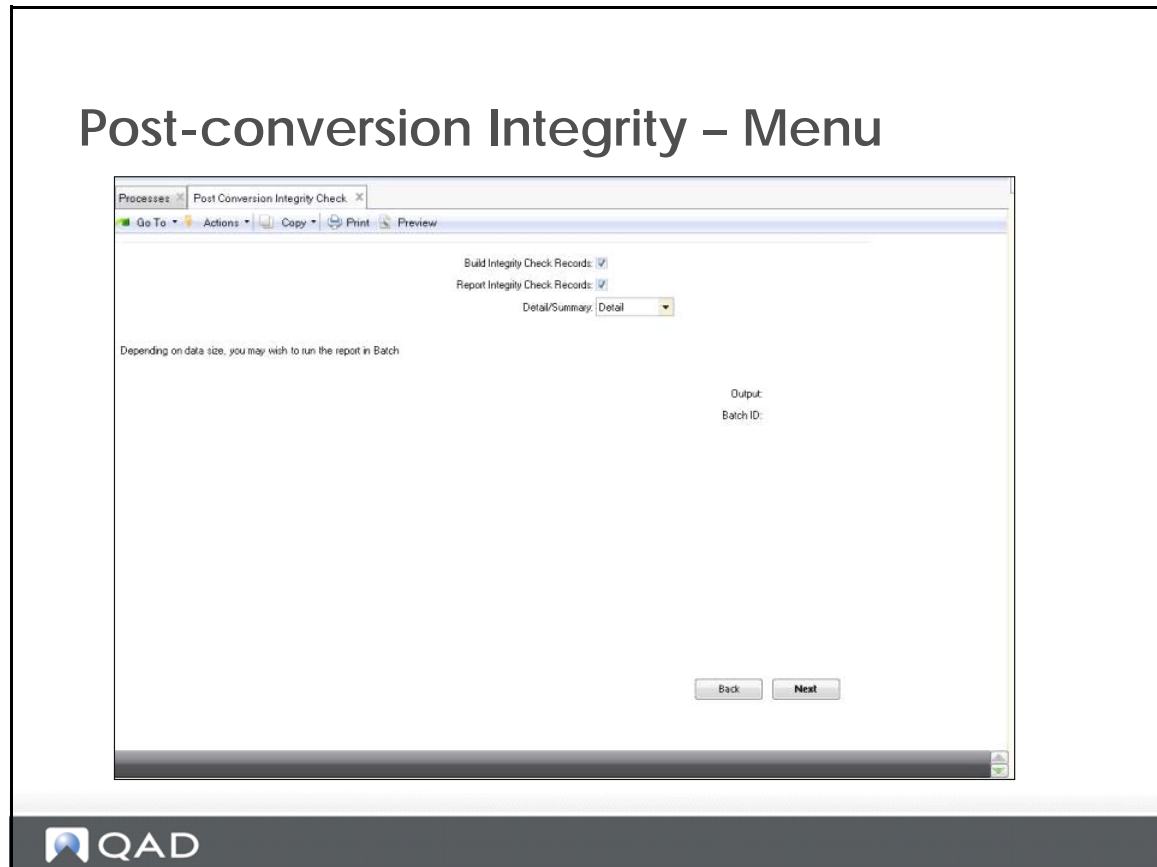 Post-conversion Integrity – Menu
Processes Post Conversion Integrity Check
Go To Actions Copy Print Preview
Build Integrity Check Records:
Report Integrity Check Records:
Detail/Summary: Detail
Depending on data size, you may wish to run the report in Batch
Output:
Batch ID:
Back Next
QAD